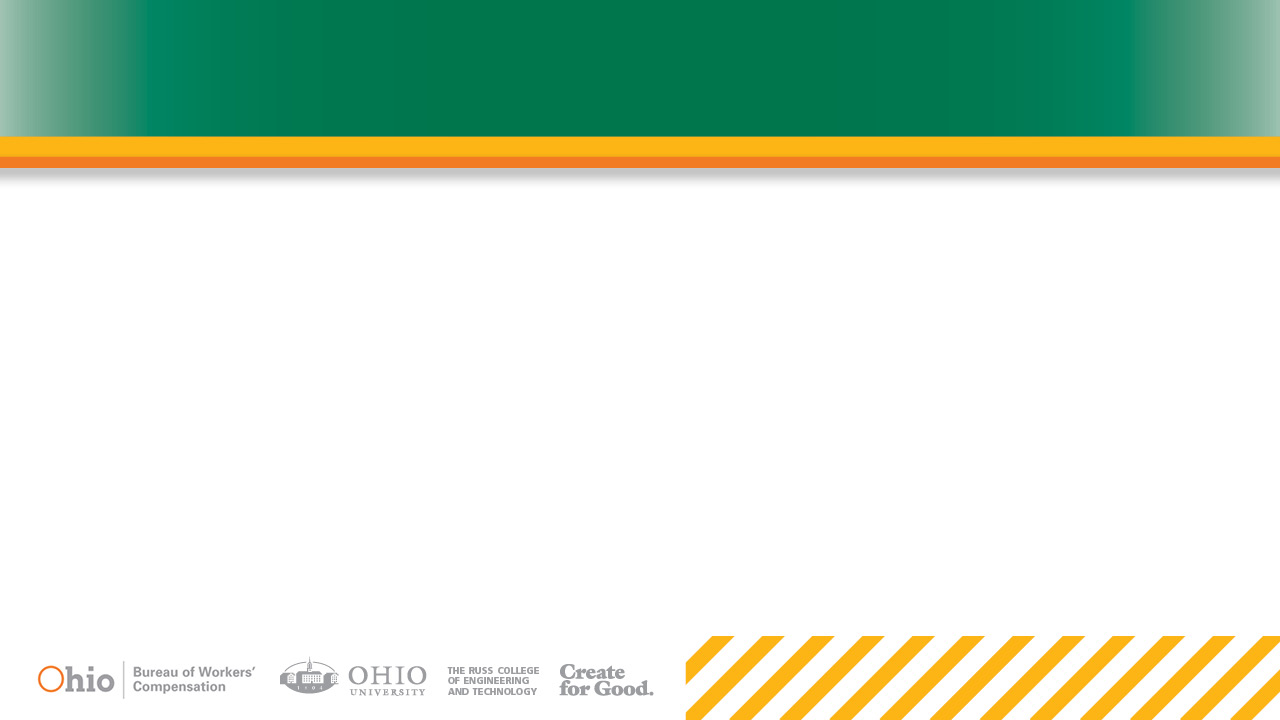 Ohio
Bureau of Workers’
Compensation
OHIO
UNIVERSITY
THE RUSS COLLEGE
OF ENGINEERING
AND TECHNOLOGY
Create
for Good.